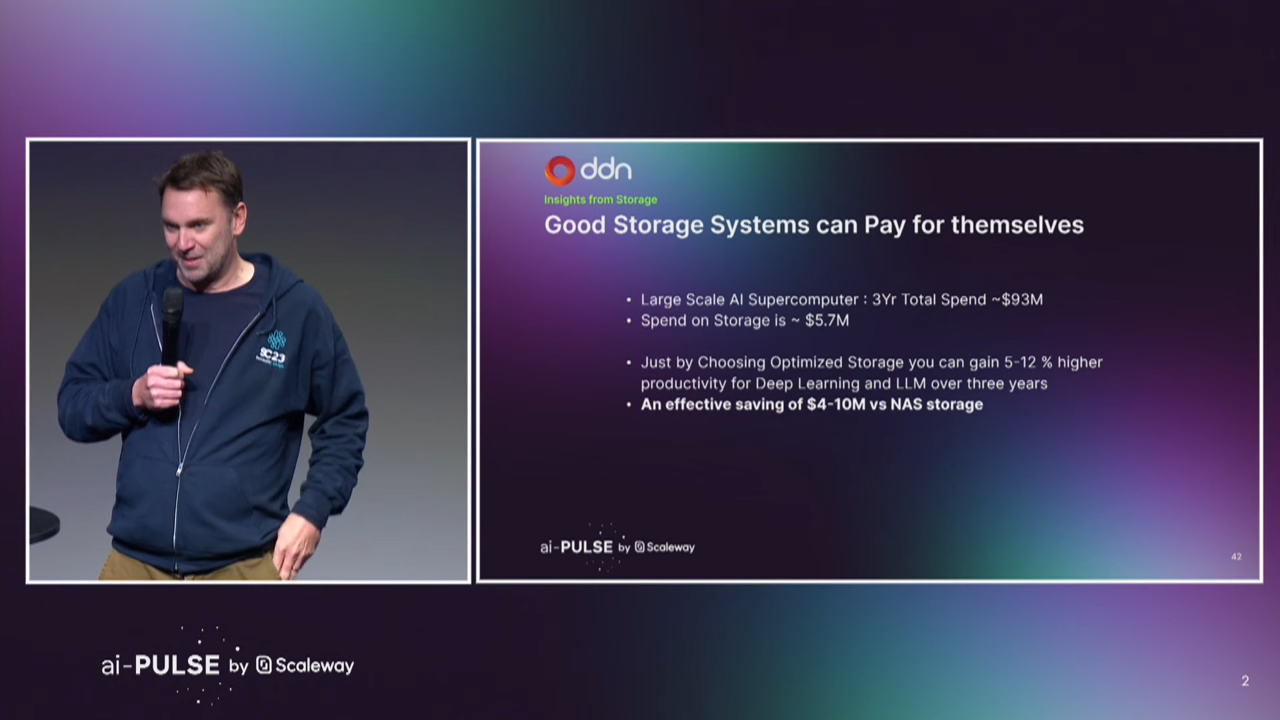 SC23
ddn
Insights from Storage
Good Storage Systems can Pay for themselves
• Large Scale AI Supercomputer : 3Yr Total Spend ~$93M
• Spend on Storage is ~ $5.7M
• Just by Choosing Optimized Storage you can gain 5-12 % higher
productivity for Deep Learning and LLM over three years
• An effective saving of $4-10M vs NAS storage
ai-PULSE by Scaleway
42
ai-PULSE by Scaleway
2